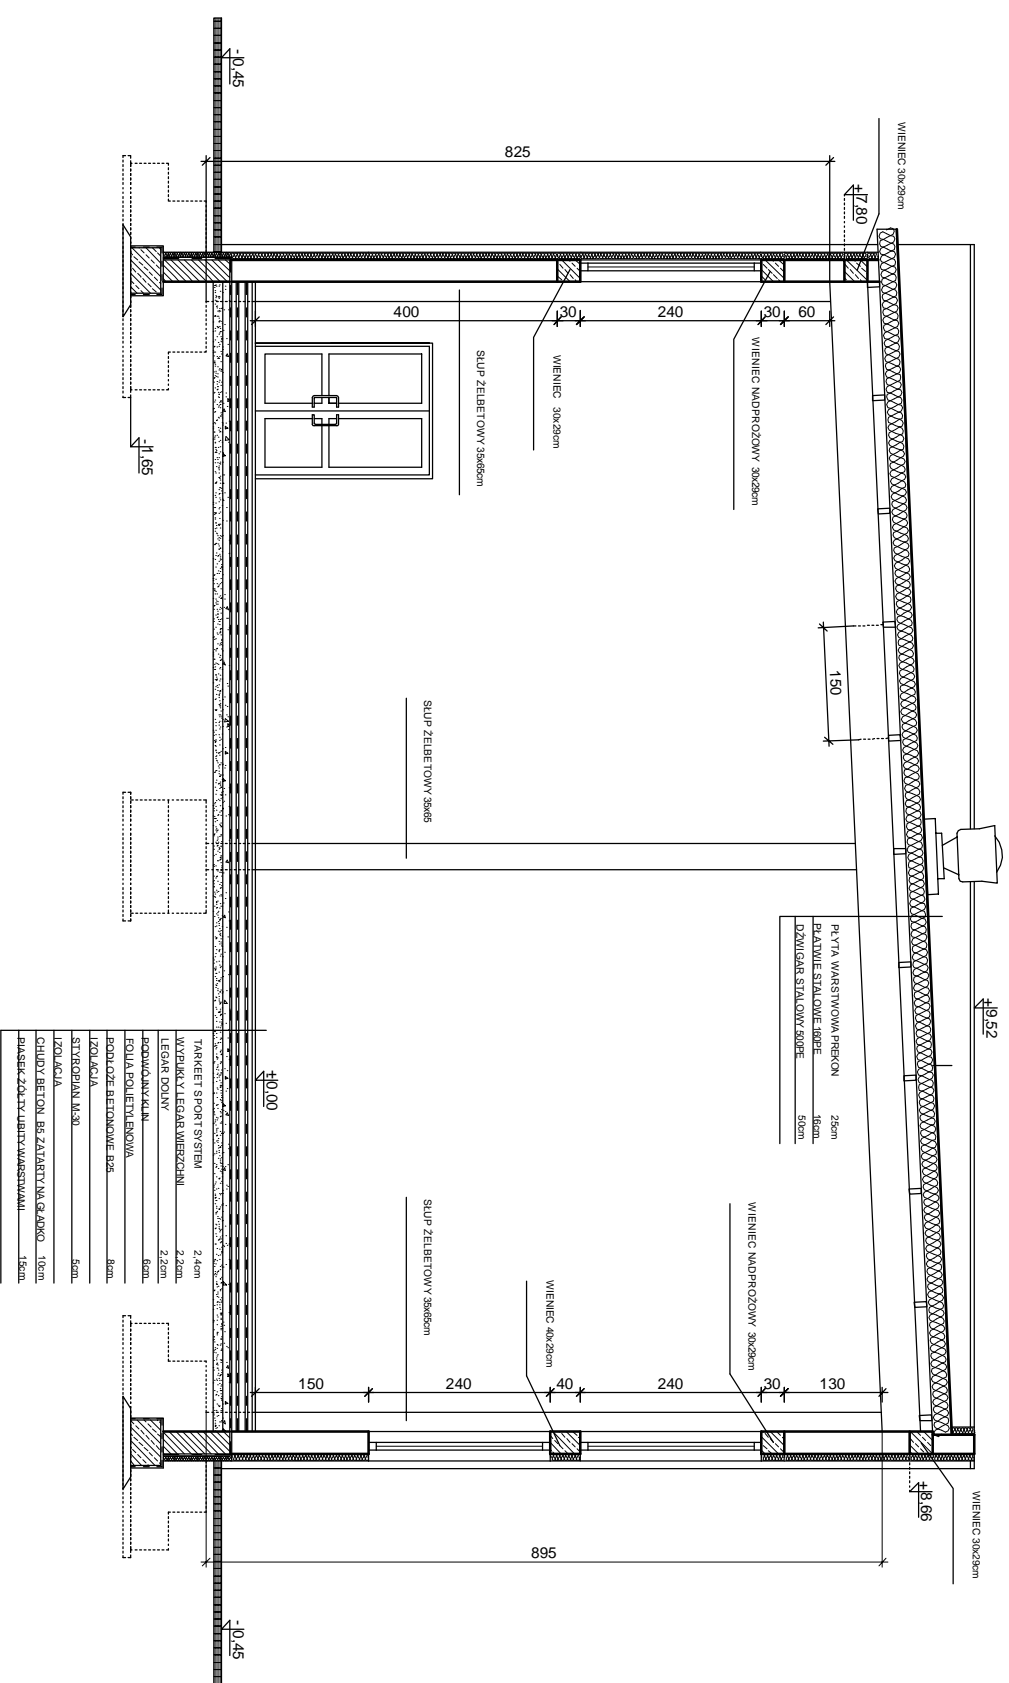 WIENIEC 30x29cm
+7,80
-0,45
825
400
30
240
30
60
WIENIEC NADPROŻOWY 30x29cm
WIENIEC 30x29cm
SŁUP ŻELBETOWY 35x65cm
-1,65
150
SŁUP ŻELBETOWY 35x65
PŁYTA WARSTWOWA PREKON 25cm
PŁATWIE STALOWE 160PE 16cm
DŹWIGAR STALOWY 500PE 50cm
+9,52
±0,00
TARKEET SPORT SYSTEM 2,4cm
WYPUKŁY LEGAR WIERZCHNI 2,2cm
LEGAR DOLNY 2,2cm
PODWÓJNY KLIN 6cm
FOLIA POLIETYLENOWA
PODŁOŻE BETONOWE B25 8cm
IZOLACJA
STYROPIAN M-30 5cm
IZOLACJA
CHUDY BETON B5 ZATARTY NA GŁADKO 10cm
PIASEK ŻÓŁTY UBITY WARSTWAMI 15cm
WIENIEC NADPROŻOWY 30x29cm
WIENIEC 40x29cm
SŁUP ŻELBETOWY 35x65cm
150
240
40
240
30
130
WIENIEC 30x29cm
+8,66
895
-0,45